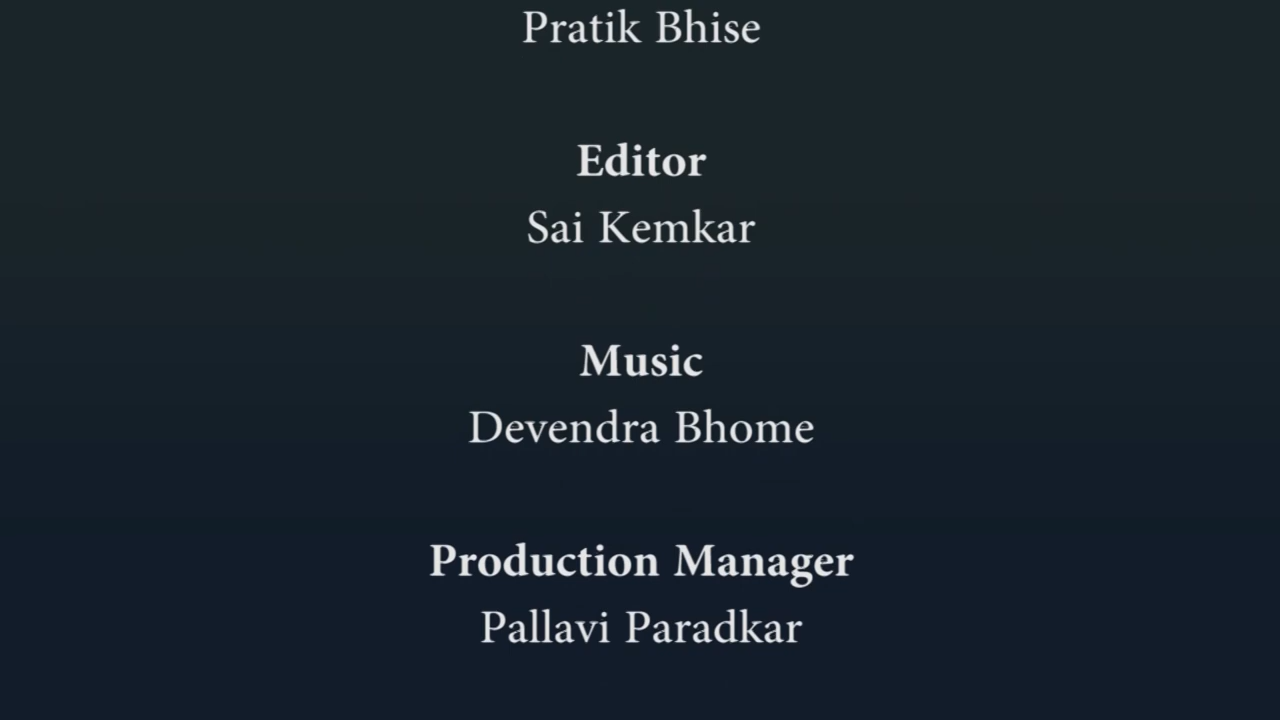 Pratik Bhise
Editor
Sai Kemkar
Music
Devendra Bhome
Production Manager
Pallavi Paradkar